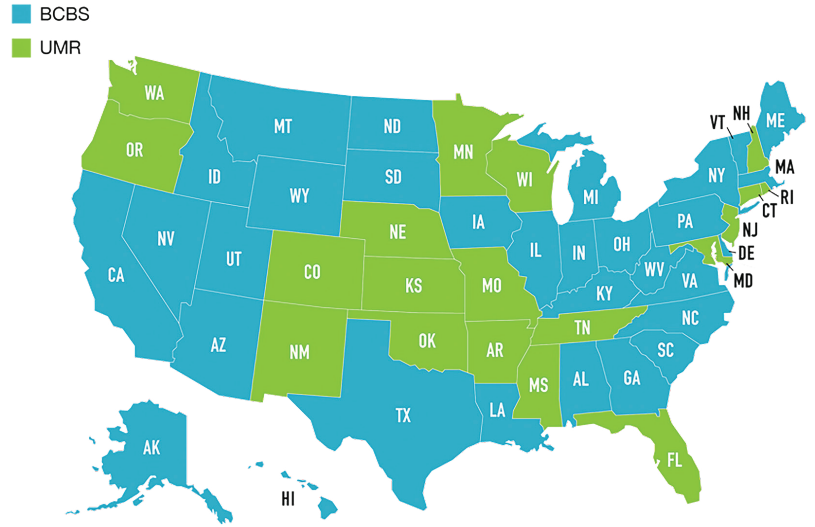 BCBS
UMR
WA
OR
MT
ID
WY
ND
SD
MN
WI
MI
NY
VT
NH
ME
MA
RI
CT
NJ
DE
MD
PA
NV
UT
CA
CO
NE
KS
IA
MO
IL
IN
OH
WV
VA
KY
NC
TN
SC
AZ
NM
OK
AR
MS
AL
GA
TX
LA
FL
AK
HI